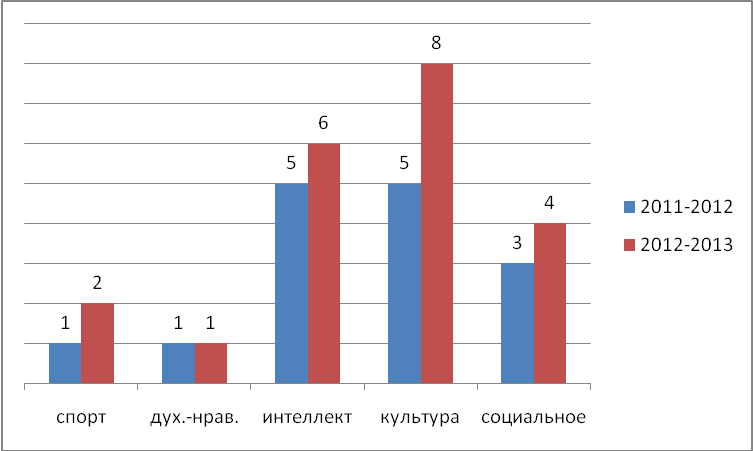 8
6
5
5
4
3
2
1
1
1
спорт
дух.-нрав.
интеллект
культура
социальное
2011-2012
2012-2013